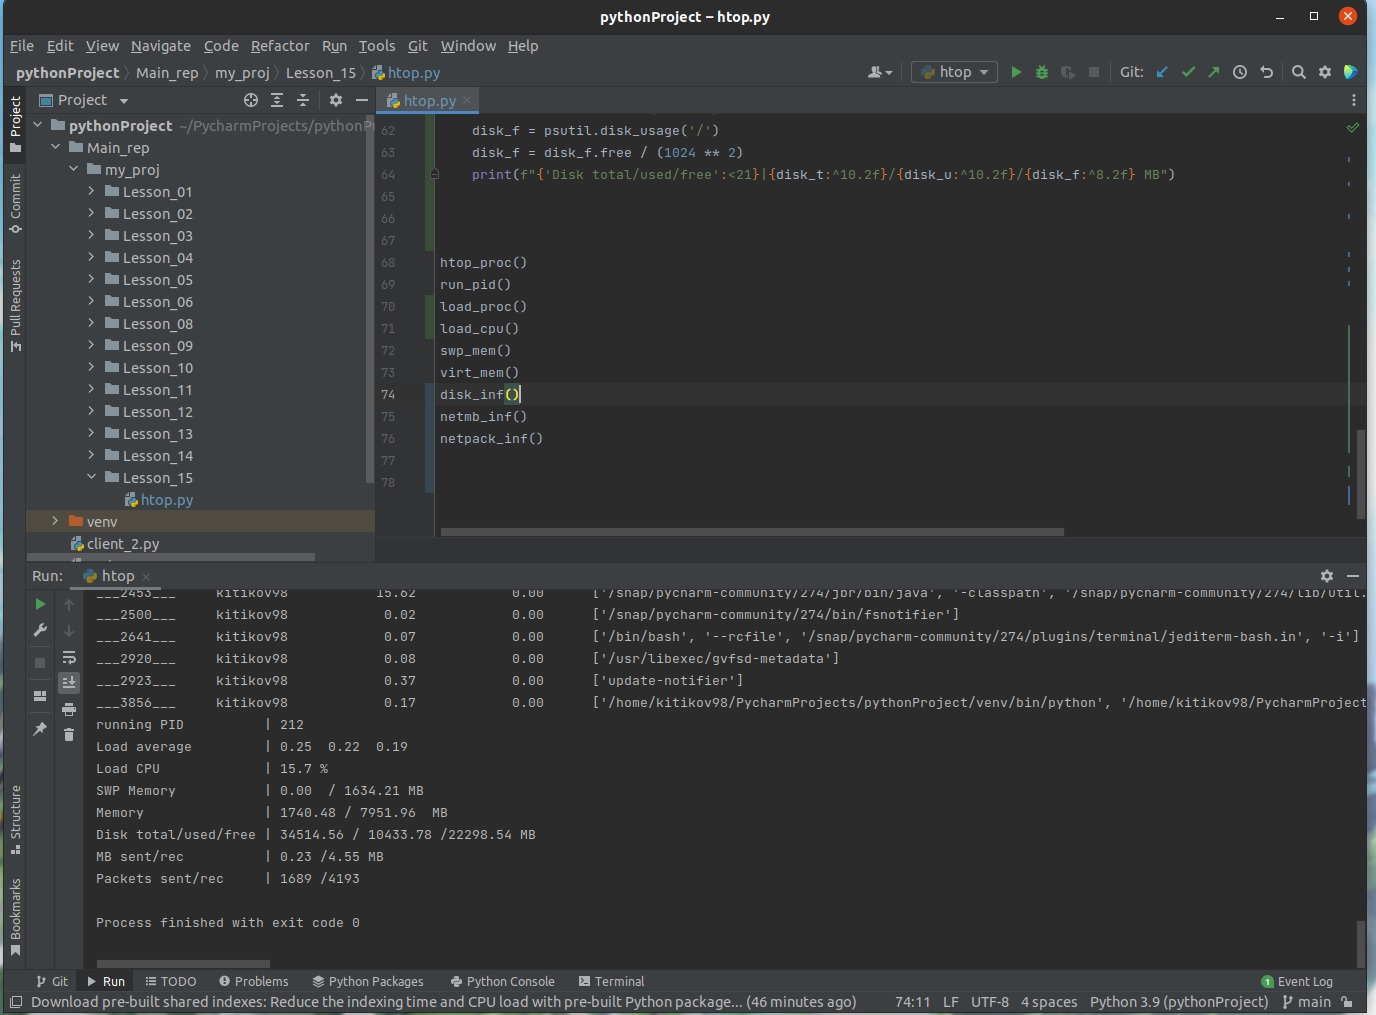 pythonProject – htop.py
File Edit View Navigate Code Refactor Run Tools Git Window Help
pythonProject Main_rep my_proj Lesson_15 htop.py htop Git:
Project htop.py
Project
Commit
Pull Requests
Structure
Bookmarks
pythonProject ~/PycharmProjects/pythonP
Main_rep
my_proj
Lesson_01
Lesson_02
Lesson_03
Lesson_04
Lesson_05
Lesson_06
Lesson_08
Lesson_09
Lesson_10
Lesson_11
Lesson_12
Lesson_13
Lesson_14
Lesson_15
htop.py
venv
client_2.py
62 disk_f = psutil.disk_usage('/')
63 disk_f = disk_f.free / (1024 ** 2)
64 print(f"{'Disk total/used/free':<21}|{disk_t:^10.2f}/{disk_u:^10.2f}/{disk_f:^8.2f} MB")
65
66
67
68 htop_proc()
69 run_pid()
70 load_proc()
71 load_cpu()
72 swp_mem()
73 virt_mem()
74 disk_inf()
75 netmb_inf()
76 netpack_inf()
77
78
Run: htop
___2453___ kitikov98 15.62 0.00 ['/snap/pycharm-community/274/jbr/bin/java', '-classpath', '/snap/pycharm-community/274/lib/util.
___2500___ kitikov98 0.02 0.00 ['/snap/pycharm-community/274/bin/fsnotifier']
___2641___ kitikov98 0.07 0.00 ['/bin/bash', '--rcfile', '/snap/pycharm-community/274/plugins/terminal/jediterm-bash.in', '-i']
___2920___ kitikov98 0.08 0.00 ['/usr/libexec/gvfsd-metadata']
___2923___ kitikov98 0.37 0.00 ['update-notifier']
___3856___ kitikov98 0.17 0.00 ['/home/kitikov98/PycharmProjects/pythonProject/venv/bin/python', '/home/kitikov98/PycharmProject
running PID | 212
Load average | 0.25 0.22 0.19
Load CPU | 15.7 %
SWP Memory | 0.00 / 1634.21 MB
Memory | 1740.48 / 7951.96 MB
Disk total/used/free | 34514.56 / 10433.78 /22298.54 MB
MB sent/rec | 0.23 /4.55 MB
Packets sent/rec | 1689 /4193
Process finished with exit code 0
Git Run TODO Problems Python Packages Python Console Terminal 1 Event Log
Download pre-built shared indexes: Reduce the indexing time and CPU load with pre-built Python package... (46 minutes ago) 74:11 LF UTF-8 4 spaces Python 3.9 (pythonProject) main